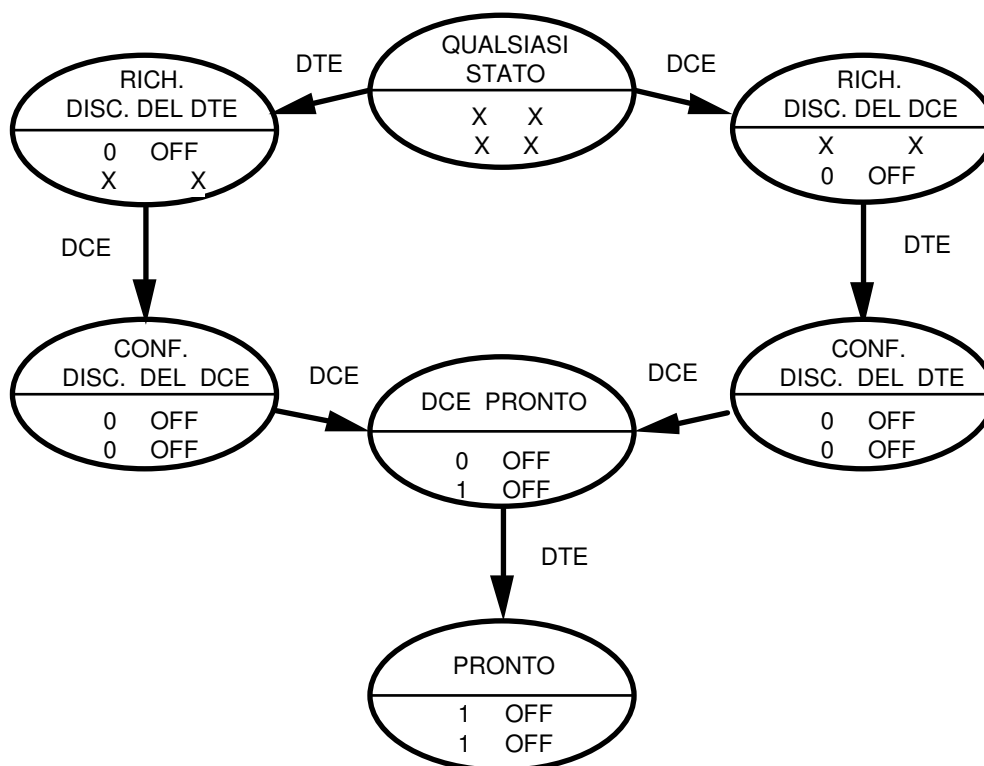 QUALSIASI
STATO
X X
X X
DTE
DCE
RICH.
DISC. DEL DTE
0 OFF
X X
RICH.
DISC. DEL DCE
X X
0 OFF
DCE
DTE
CONF.
DISC. DEL DCE
0 OFF
0 OFF
DCE
DCE PRONTO
0 OFF
1 OFF
DCE
CONF.
DISC. DEL DTE
0 OFF
0 OFF
DTE
PRONTO
1 OFF
1 OFF